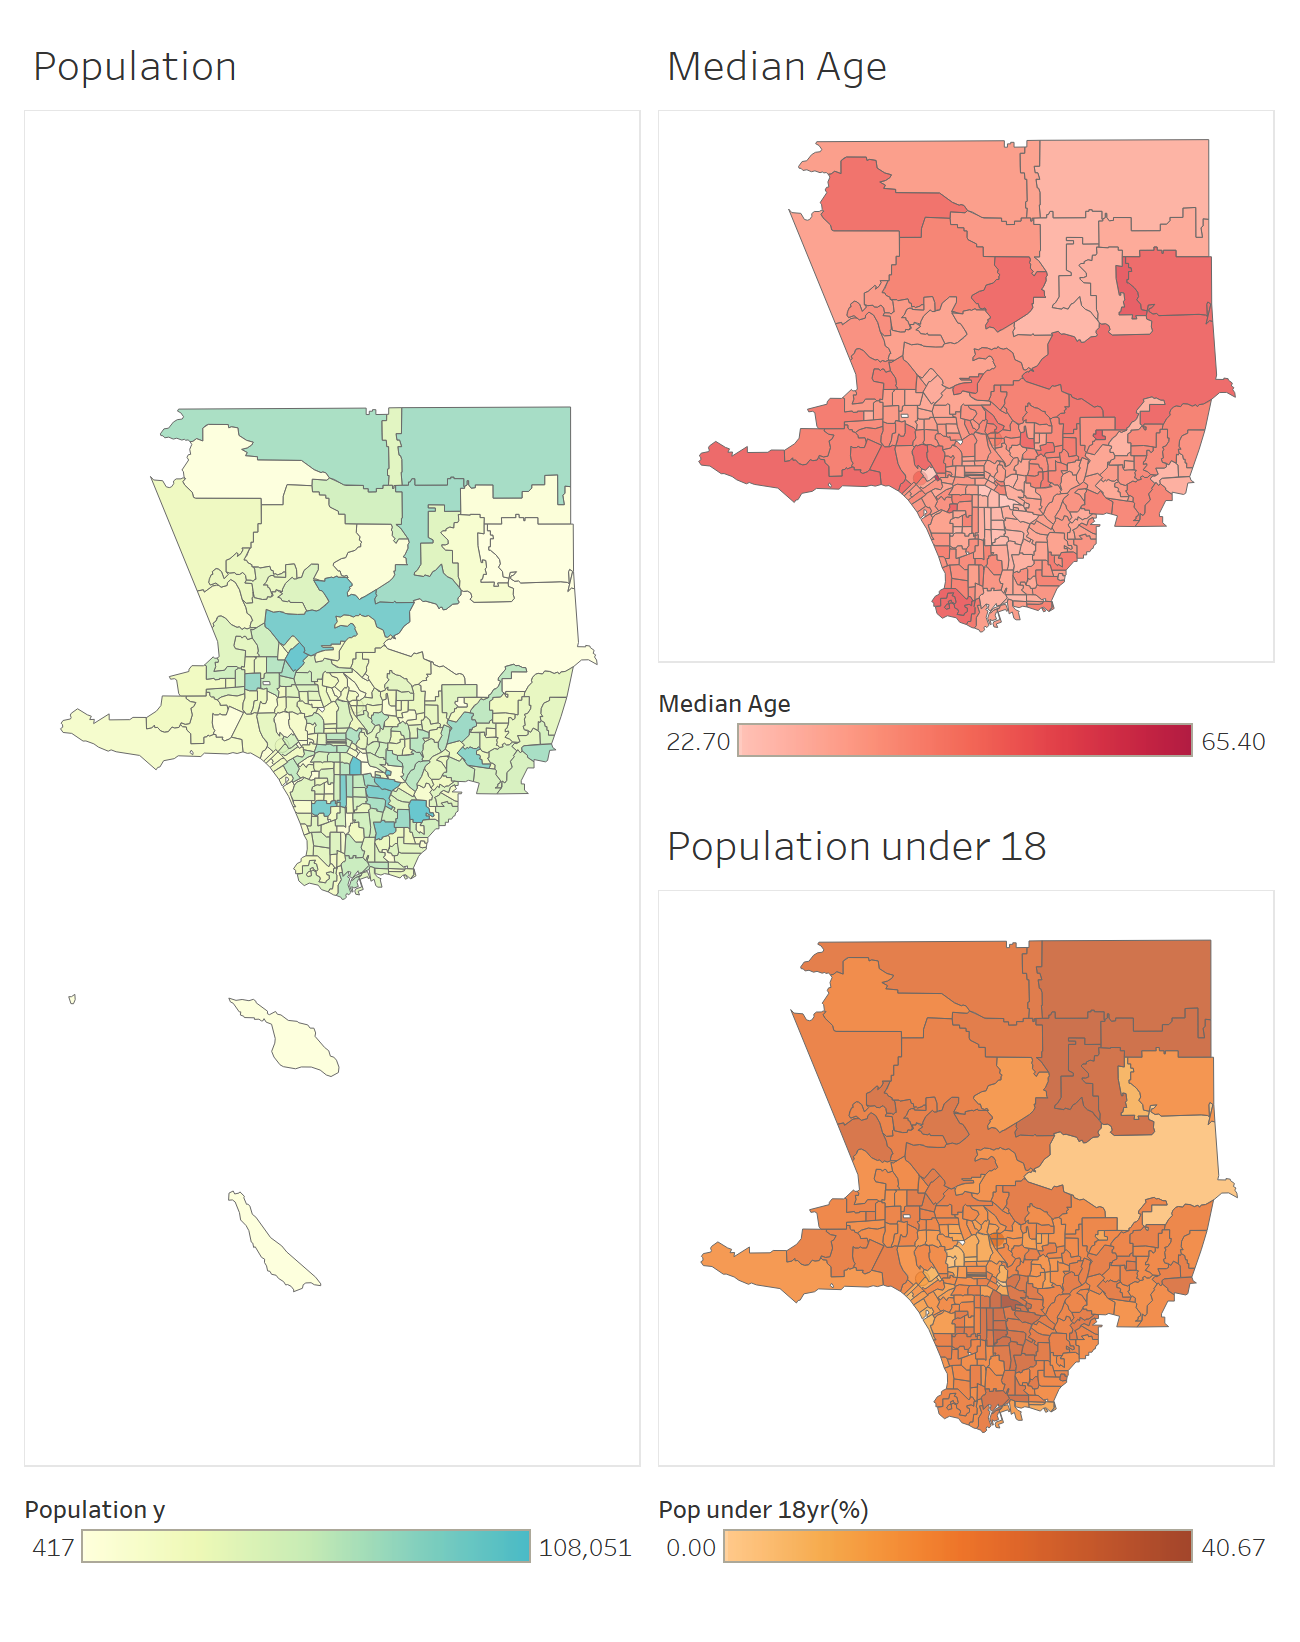 Population
Median Age
Median Age
22.70 65.40
Population under 18
Population y
417 108,051
Pop under 18yr(%)
0.00 40.67